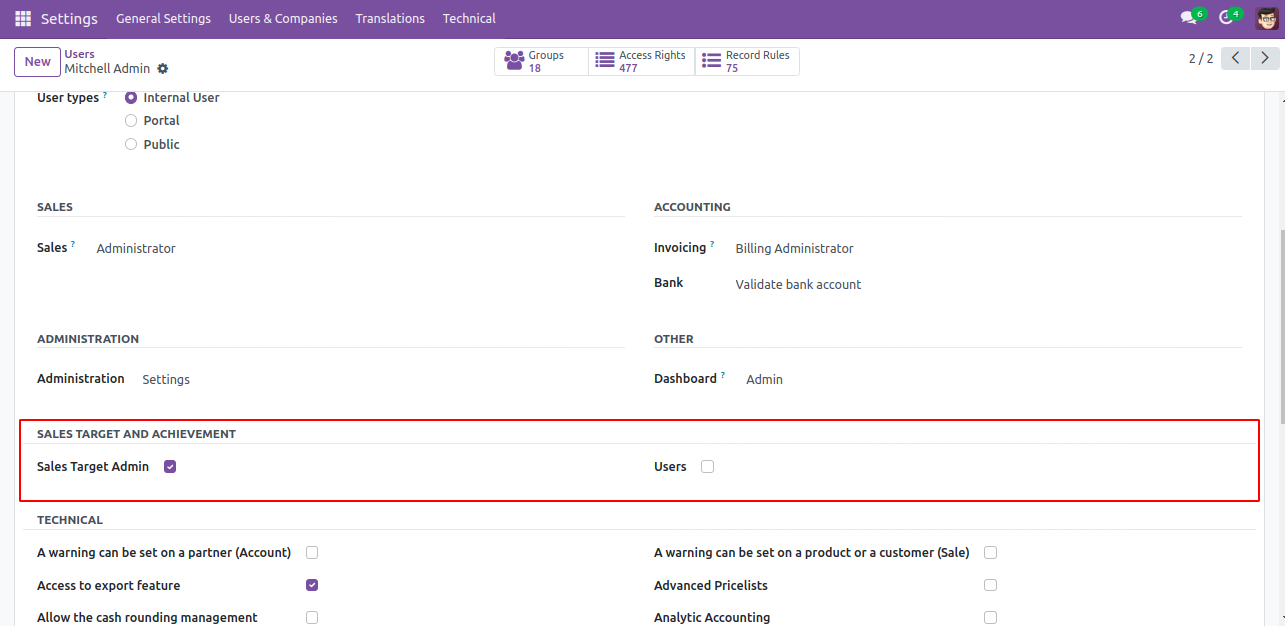 Settings General Settings Users & Companies Translations Technical 6 4
New Users Mitchell Admin
Groups 18 Access Rights 477 Record Rules 75 2 / 2
User types ? Internal User
Portal
Public
SALES ACCOUNTING
Sales ? Administrator Invoicing ? Billing Administrator
Bank Validate bank account
ADMINISTRATION OTHER
Administration Settings Dashboard ? Admin
SALES TARGET AND ACHIEVEMENT
Sales Target Admin Users
TECHNICAL
A warning can be set on a partner (Account) A warning can be set on a product or a customer (Sale)
Access to export feature Advanced Pricelists
Allow the cash rounding management Analytic Accounting